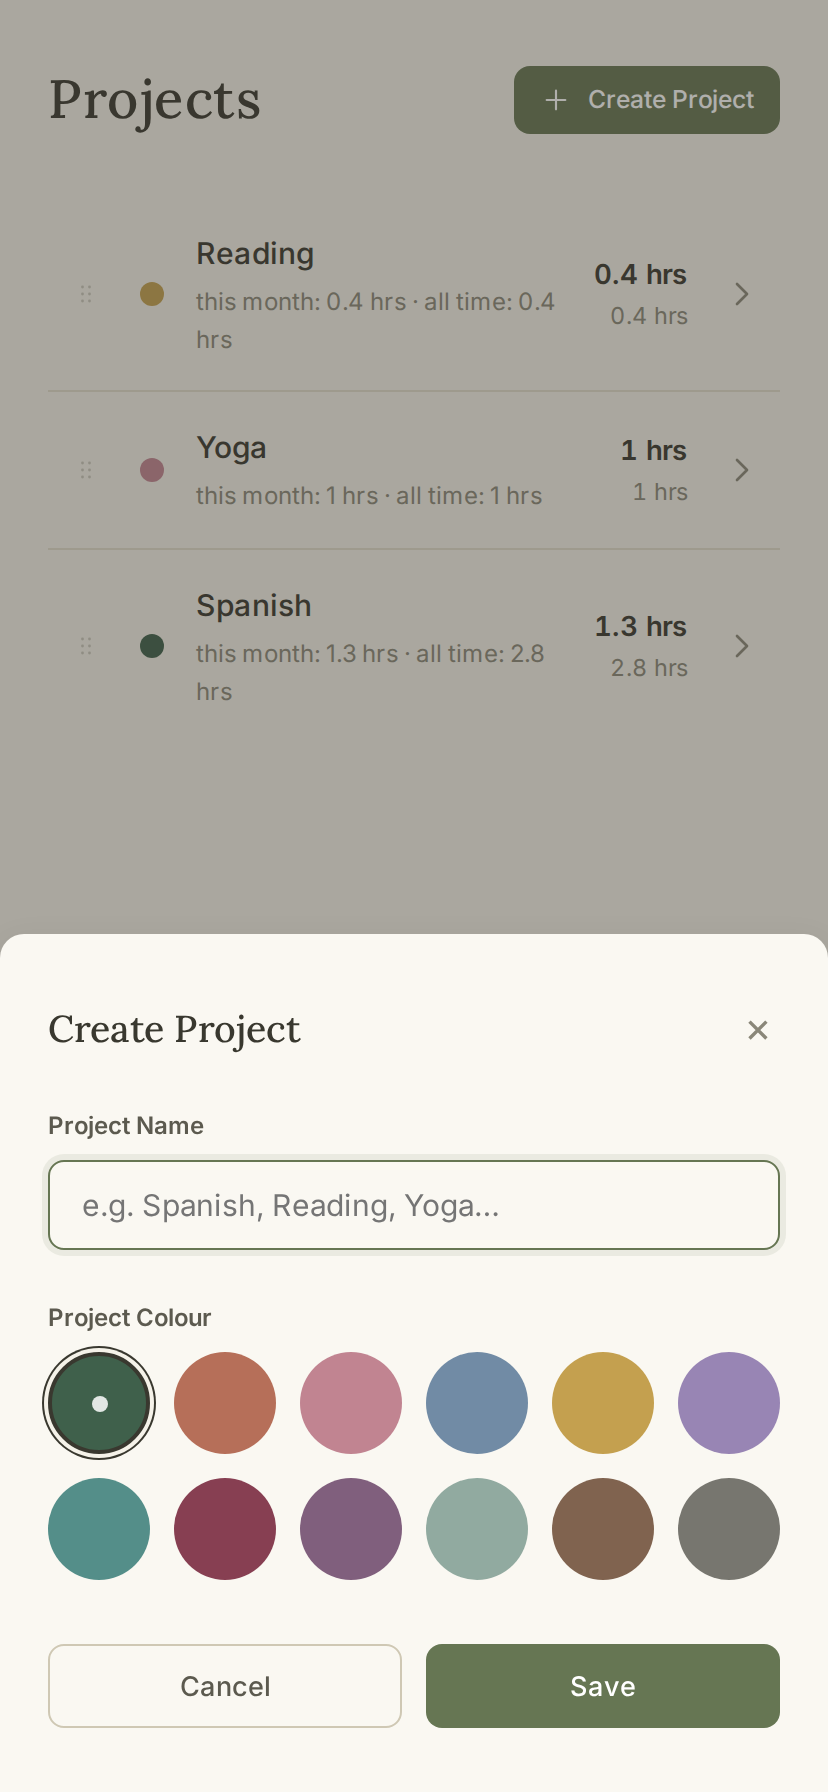 Projects
Create Project
Reading
this month: 0.4 hrs · all time: 0.4
hrs
0.4 hrs
0.4 hrs
Yoga
this month: 1 hrs · all time: 1 hrs
1 hrs
1 hrs
Spanish
this month: 1.3 hrs · all time: 2.8
hrs
1.3 hrs
2.8 hrs
Create Project
Project Name
e.g. Spanish, Reading, Yoga...
Project Colour
Cancel
Save